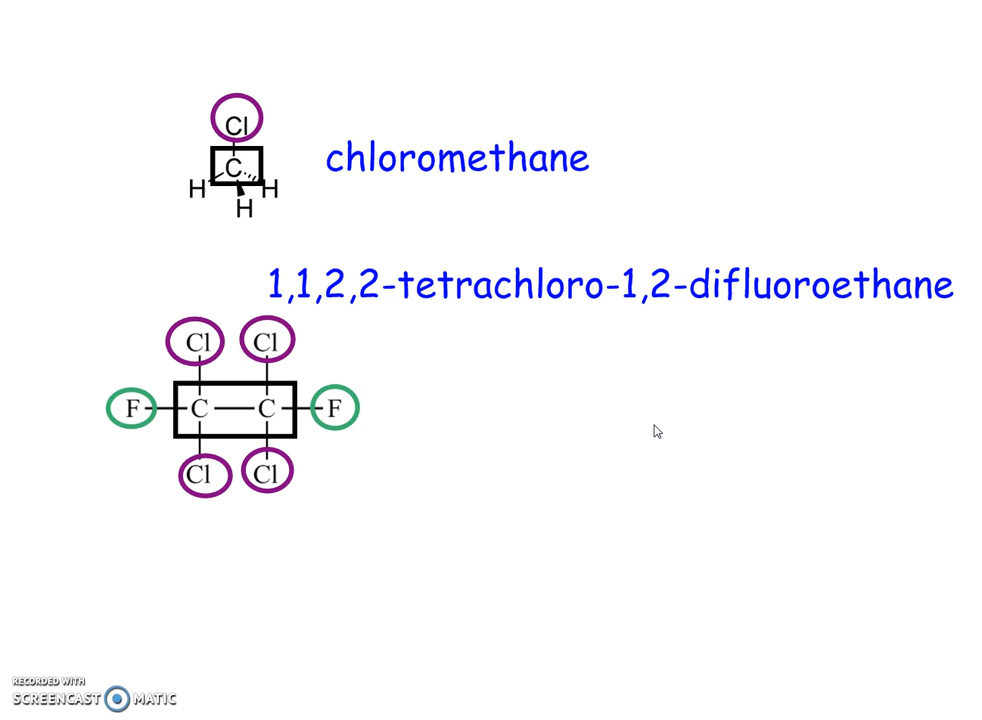 Cl
chloromethane
C
H H
H
1,1,2,2-tetrachloro-1,2-difluoroethane
Cl Cl
F C C F
Cl Cl
RECORDED WITH
SCREENCAST MATIC